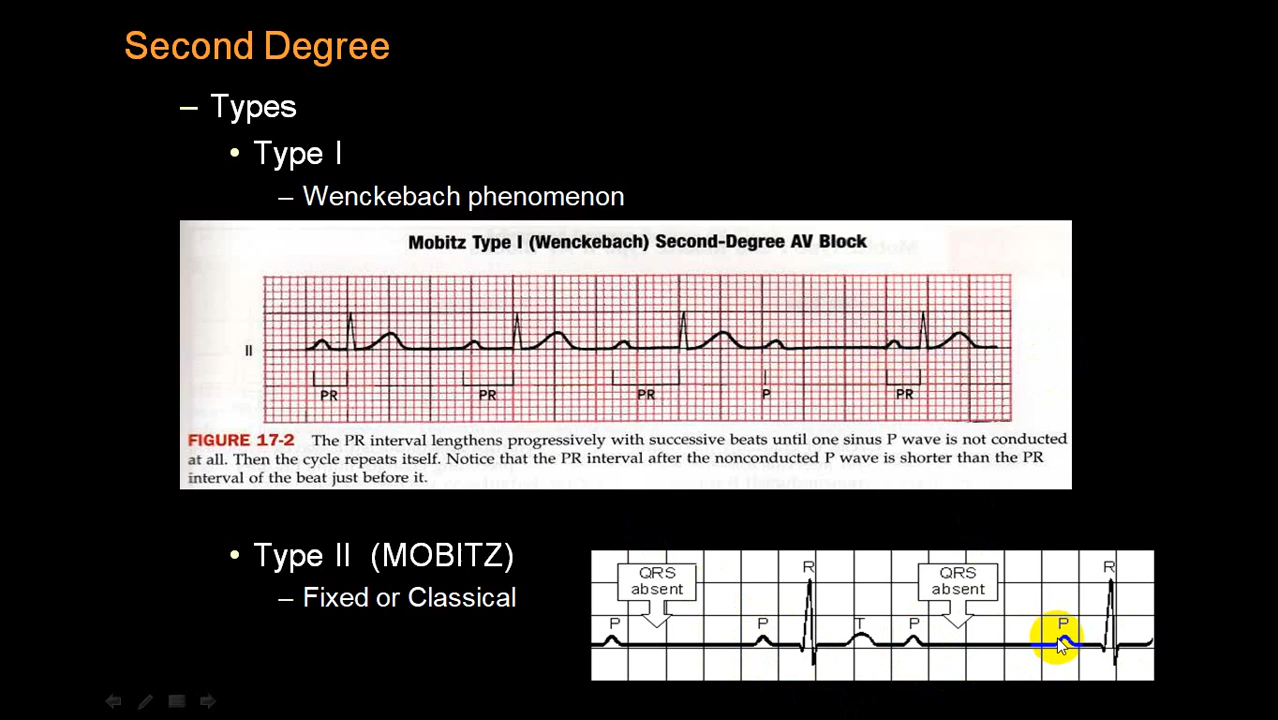 Second Degree
– Types
• Type I
– Wenckebach phenomenon
Mobitz Type I (Wenckebach) Second-Degree AV Block
II
PR PR PR P PR
FIGURE 17-2 The PR interval lengthens progressively with successive beats until one sinus P wave is not conducted
at all. Then the cycle repeats itself. Notice that the PR interval after the nonconducted P wave is shorter than the PR
interval of the beat just before it.
• Type II (MOBITZ)
– Fixed or Classical
R R
QRS QRS
absent absent
P P T P P